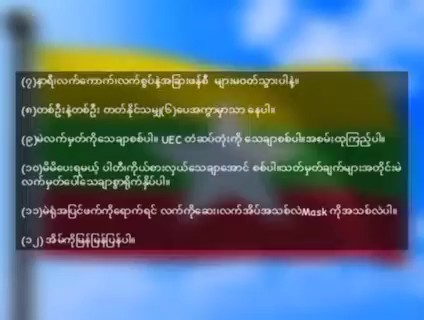 (၇)နာရီ၊လက်ကောက်၊လက်စွပ်နဲ့အခြားဖန်စီ များမဝတ်သွားပါနဲ့။
(၈)တစ်ဦးနဲ့တစ်ဦး တတ်နိုင်သမျှ(၆)ပေအကွာမှာသာ နေပါ။
(၉)မဲလက်မှတ်ကိုသေချာစစ်ပါ။ UEC တံဆပ်တုံးကို သေချာစစ်ပါ။အစမ်းထုကြည့်ပါ။
(၁၀)မိမိပေးရမယ့် ပါတီ၊ကိုယ်စားလှယ်သေချာအောင် စစ်ပါ။သတ်မှတ်ချက်များအတိုင်းမဲ
လက်မှတ်ပေါ်သေချာစွာရိုက်နှိပ်ပါ။
(၁၁)မဲရုံအပြင်ဖက်ကိုရောက်ရင် လက်ကိုဆေး၊လက်အိပ်အသစ်လဲ၊Mask ကိုအသစ်လဲပါ။
(၁၂) အိမ်ကိုမြန်မြန်ပြန်ပါ။